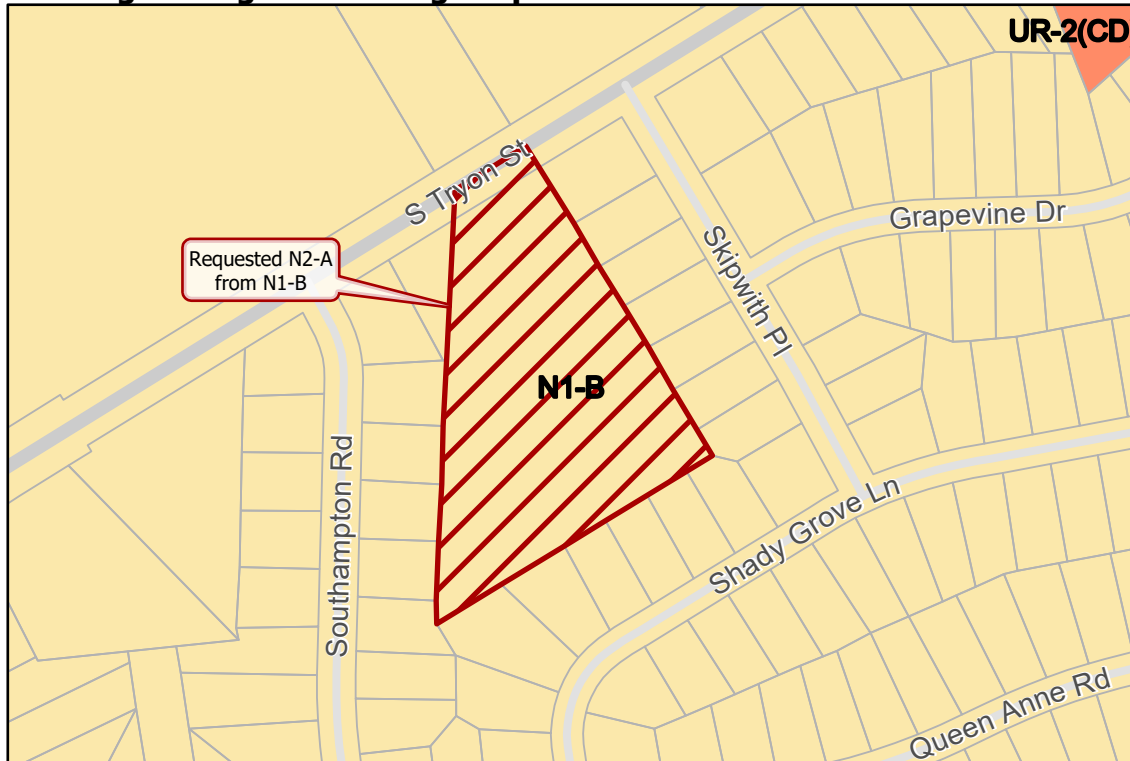 UR-2(CD
S Tryon St
Grapevine Dr
Skipwith Pl
Requested N2-A
from N1-B
N1-B
Southampton Rd
Shady Grove Ln
Queen Anne Rd